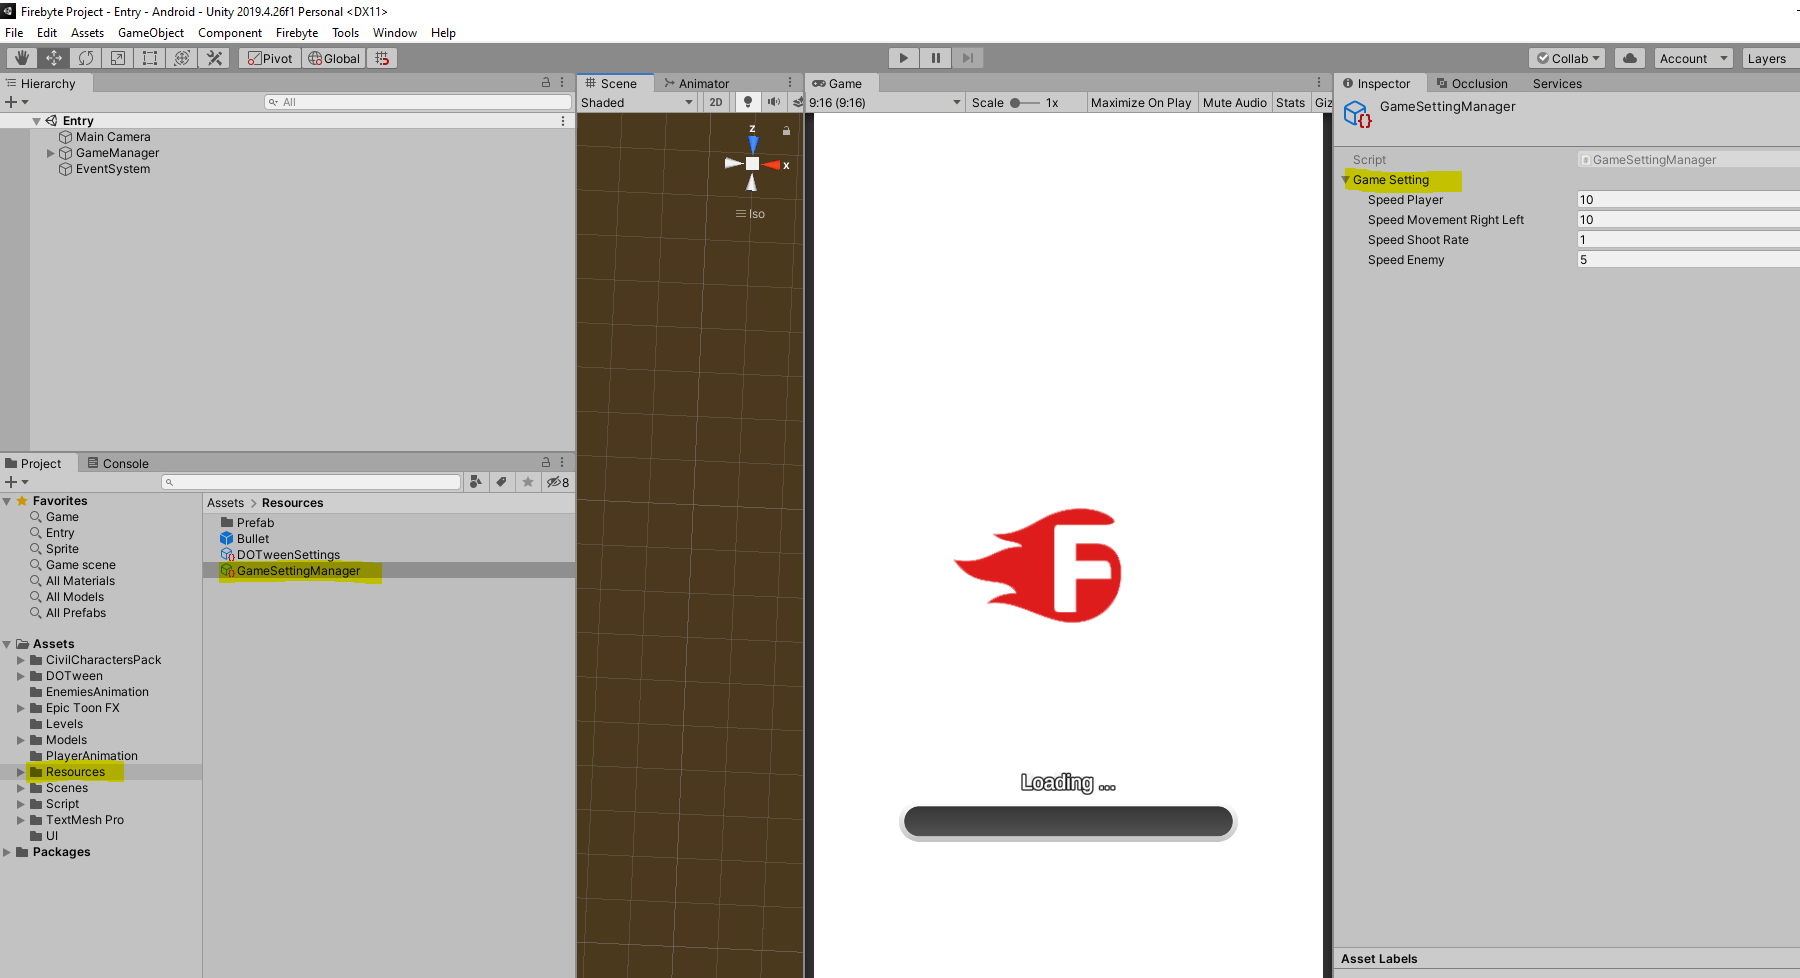 Firebyte Project - Entry - Android - Unity 2019.4.26f1 Personal <DX11>
File Edit Assets GameObject Component Firebyte Tools Window Help
Pivot Global Collab Account Layers
Hierarchy
All
Entry
Main Camera
GameManager
EventSystem
Scene Animator
Shaded 2D
z
x
Iso
Game
9:16 (9:16) Scale 1x Maximize On Play Mute Audio Stats Giz
F
Loading ...
Inspector Occlusion Services
GameSettingManager
Script GameSettingManager
Game Setting
Speed Player 10
Speed Movement Right Left 10
Speed Shoot Rate 1
Speed Enemy 5
Asset Labels
Project Console
8
Favorites
Game
Entry
Sprite
Game scene
All Materials
All Models
All Prefabs
Assets
CivilCharactersPack
DOTween
EnemiesAnimation
Epic Toon FX
Levels
Models
PlayerAnimation
Resources
Scenes
Script
TextMesh Pro
UI
Packages
Assets > Resources
Prefab
Bullet
DOTweenSettings
GameSettingManager